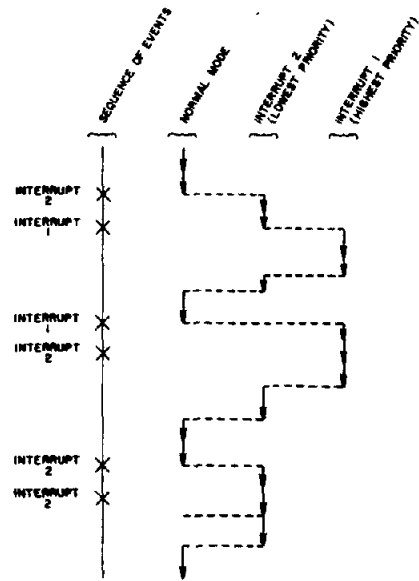 SEQUENCE OF EVENTS
NORMAL MODE
INTERRUPT 2
(LOWEST PRIORITY)
INTERRUPT 1
(HIGHEST PRIORITY)
INTERRUPT
2
INTERRUPT
1
INTERRUPT
1
INTERRUPT
2
INTERRUPT
2
INTERRUPT
2